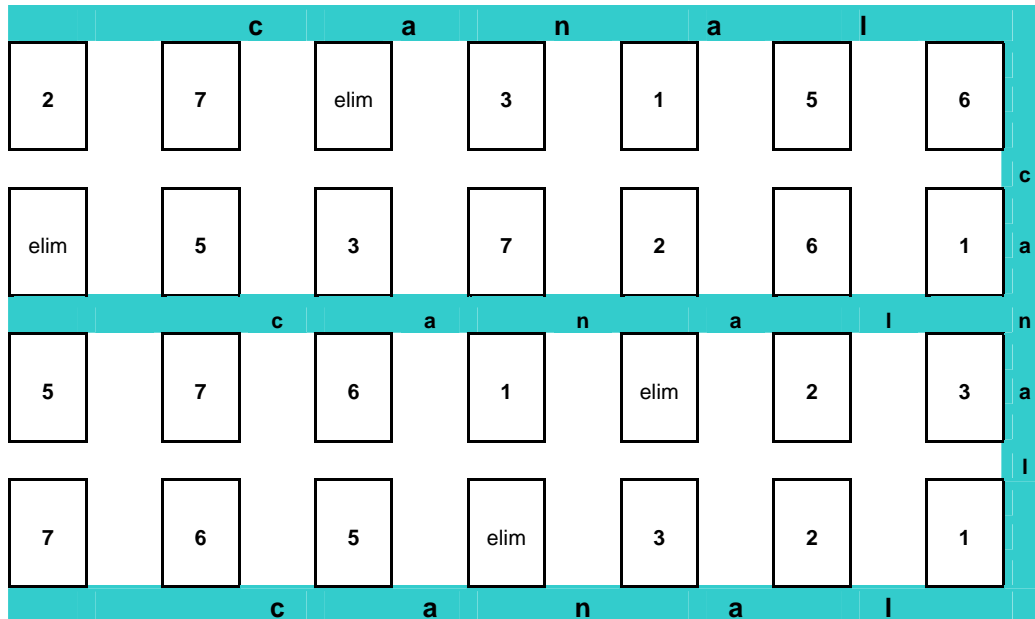 c a n a l
2 7 elim 3 1 5 6
c
elim 5 3 7 2 6 1 a
c a n a l n
5 7 6 1 elim 2 3 a
l
7 6 5 elim 3 2 1
c a n a l